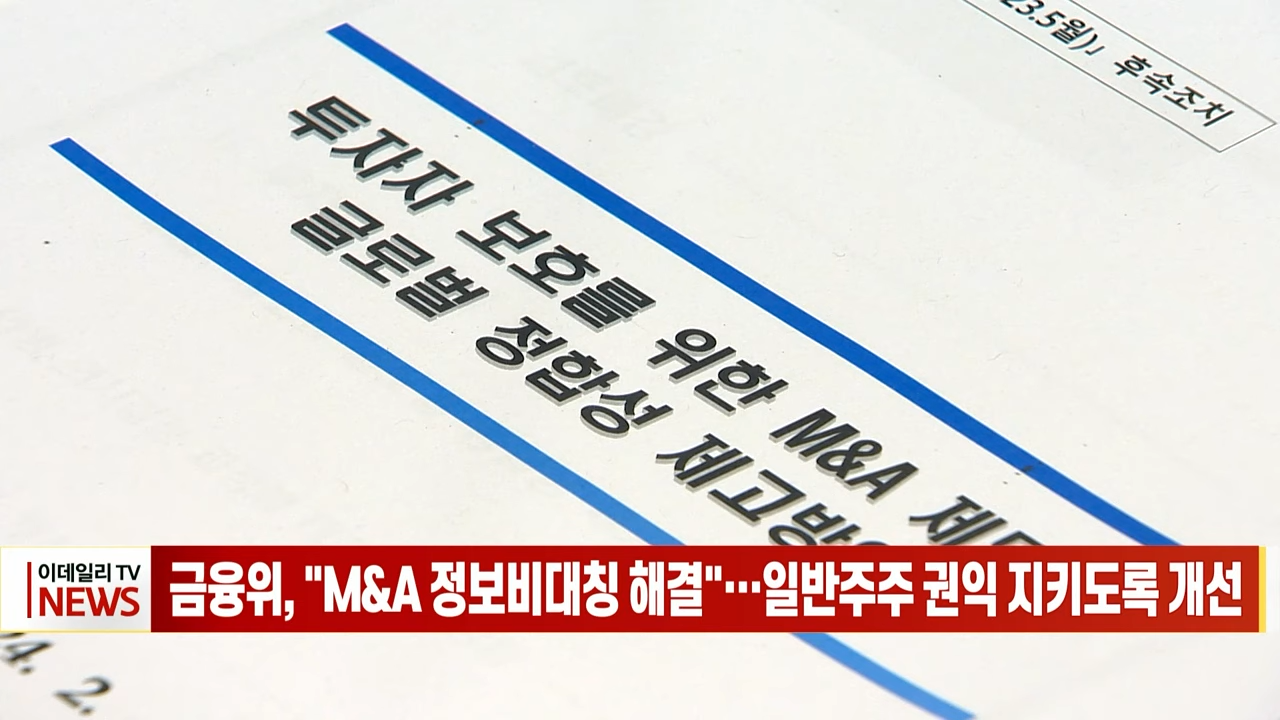 23.5월)」 후속조치
투자자 보호를 위한 M&A
글로벌 정합성 제고방
이데일리 TV
NEWS
금융위, "M&A 정보비대칭 해결"…일반주주 권익 지키도록 개선
4. 2.